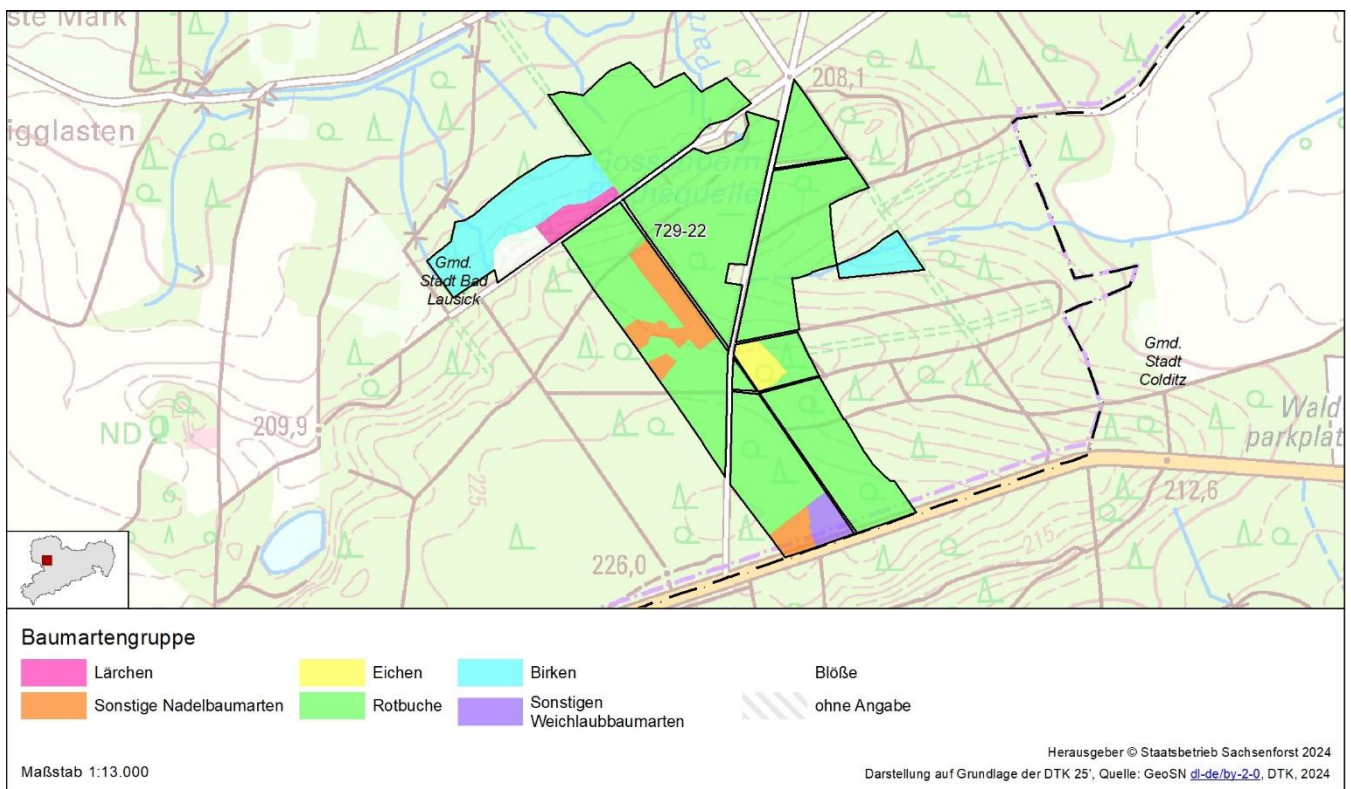 ste Mark
igglasten
208,1
729-22
Gmd.
Stadt Bad
Lausick
Gmd.
Stadt
Colditz
ND
209,9
225
Wald
parkplat
212,6
215
226,0
Baumartengruppe
Lärchen
Eichen
Birken
Blöße
Sonstige Nadelbaumarten
Rotbuche
Sonstigen
Weichlaubbaumarten
ohne Angabe
Maßstab 1:13.000
Herausgeber © Staatsbetrieb Sachsenforst 2024
Darstellung auf Grundlage der DTK 25', Quelle: GeoSN dl-de/by-2-0, DTK, 2024